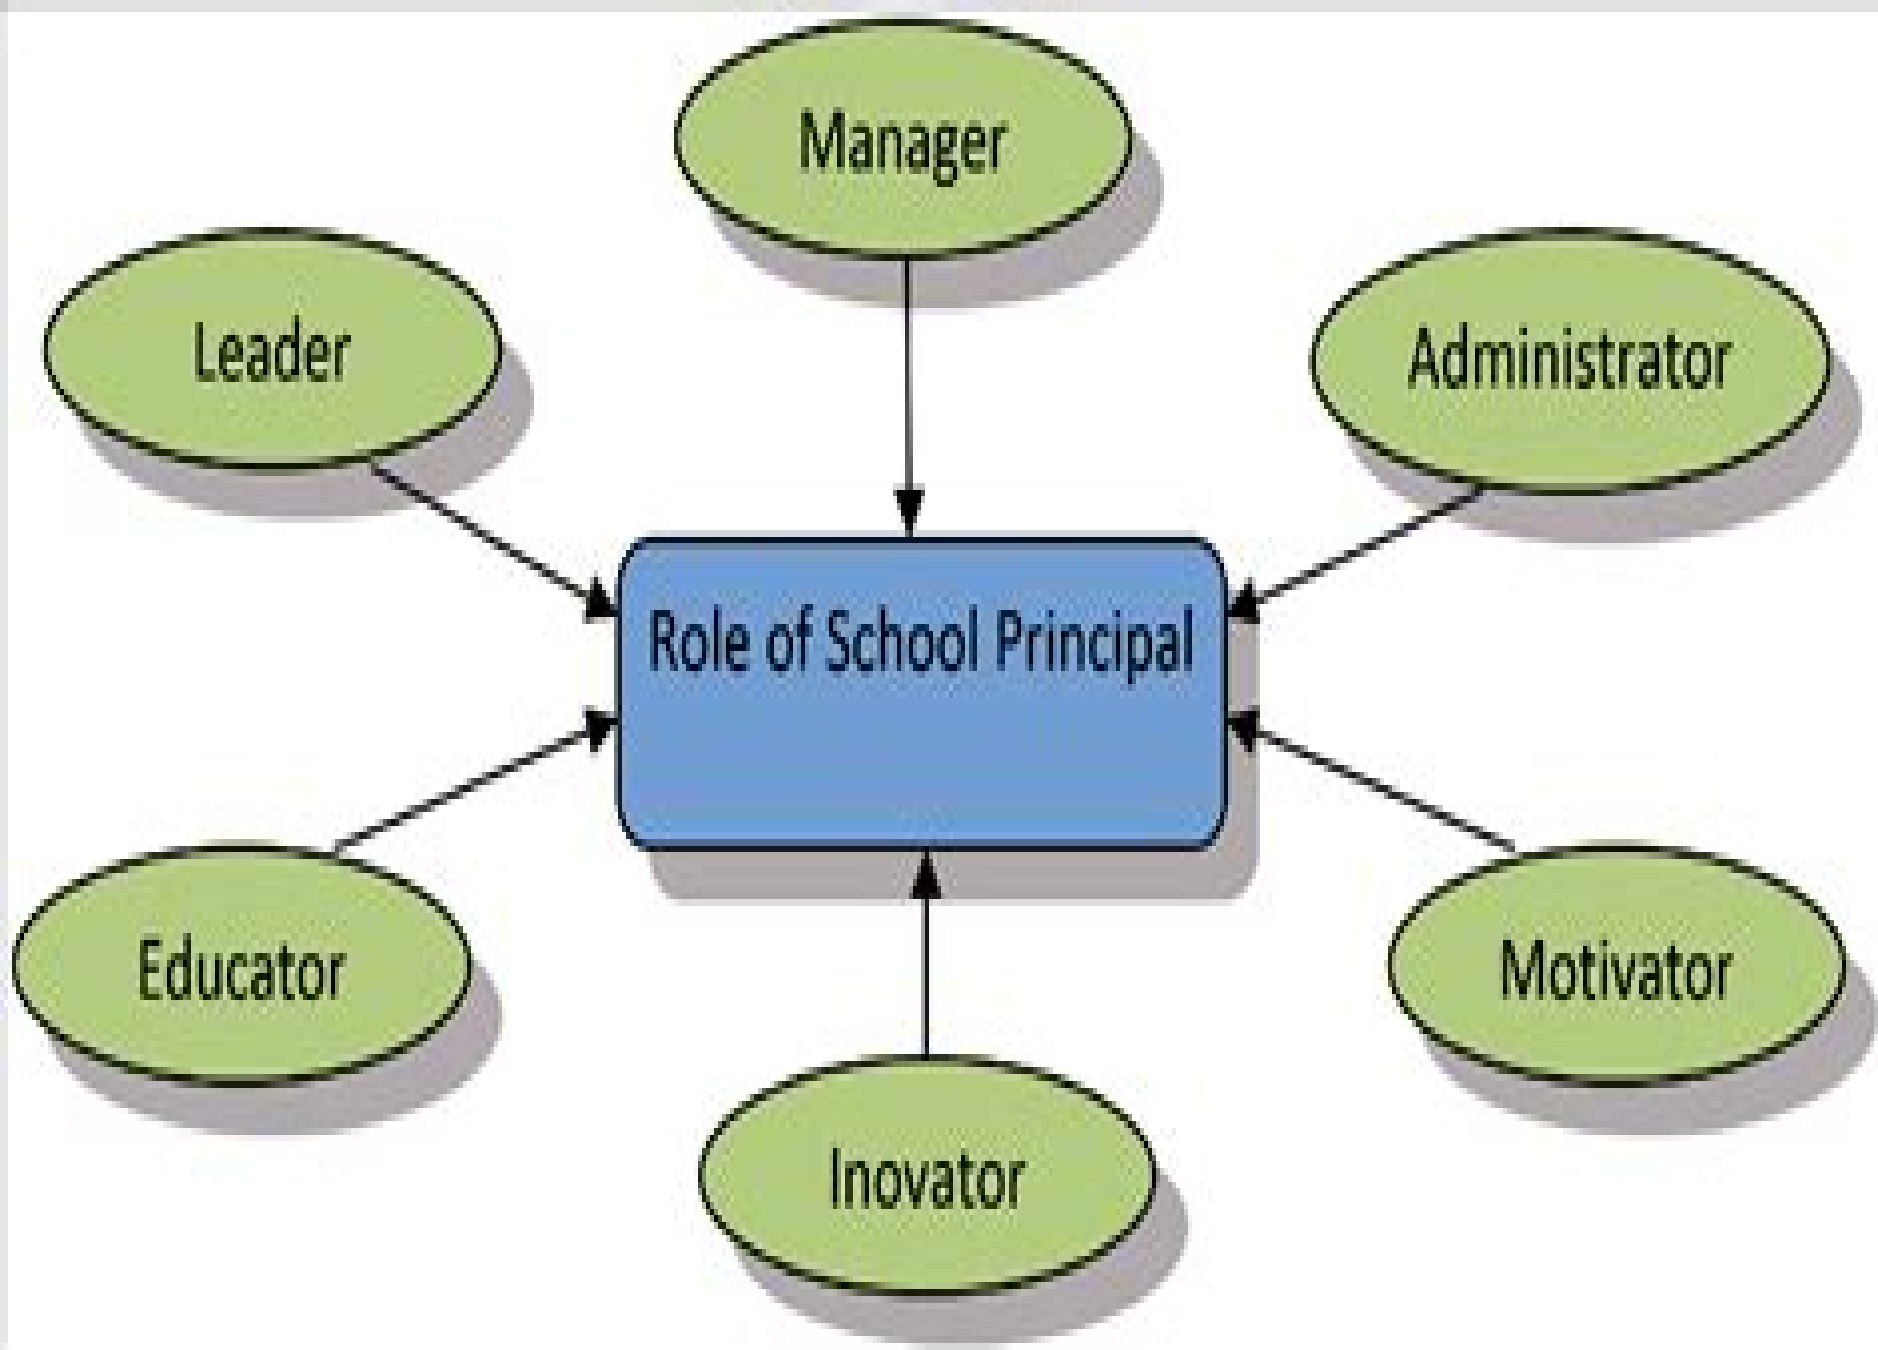 Manager
Leader
Administrator
Role of School Principal
Educator
Motivator
Inovator